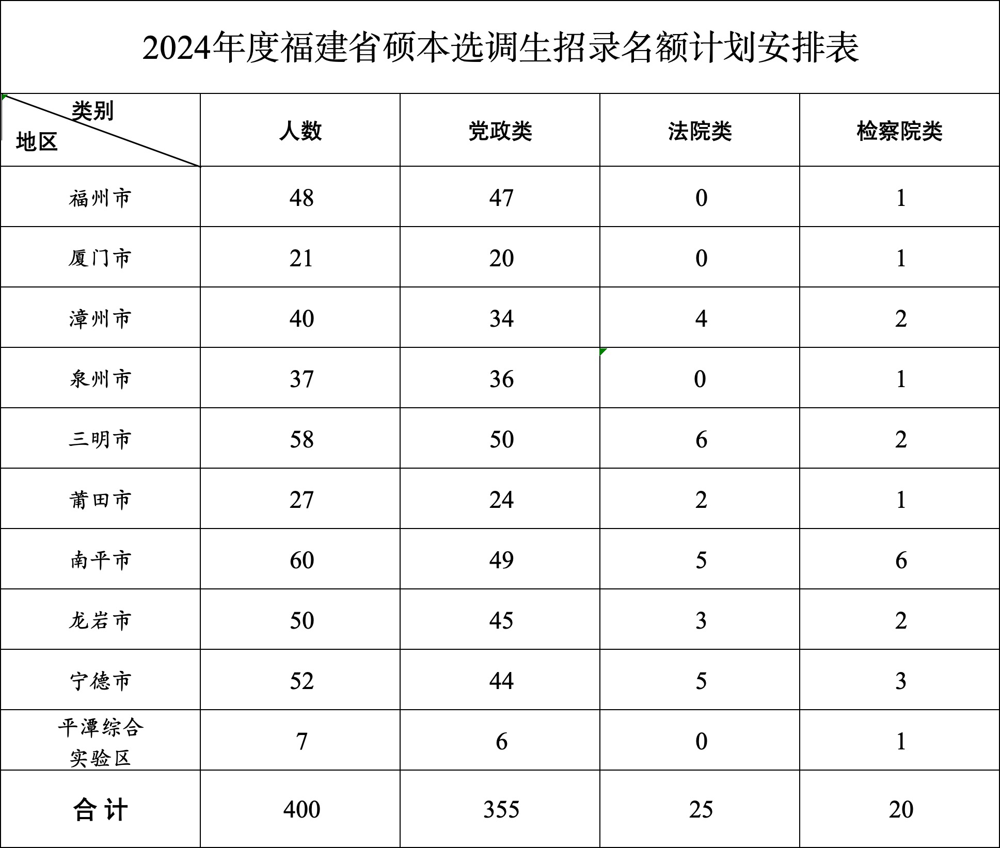 2024年度福建省硕本选调生招录名额计划安排表
类别
地区 人数 党政类 法院类 检察院类
福州市 48 47 0 1
厦门市 21 20 0 1
漳州市 40 34 4 2
泉州市 37 36 0 1
三明市 58 50 6 2
莆田市 27 24 2 1
南平市 60 49 5 6
龙岩市 50 45 3 2
宁德市 52 44 5 3
平潭综合
实验区 7 6 0 1
合 计 400 355 25 20